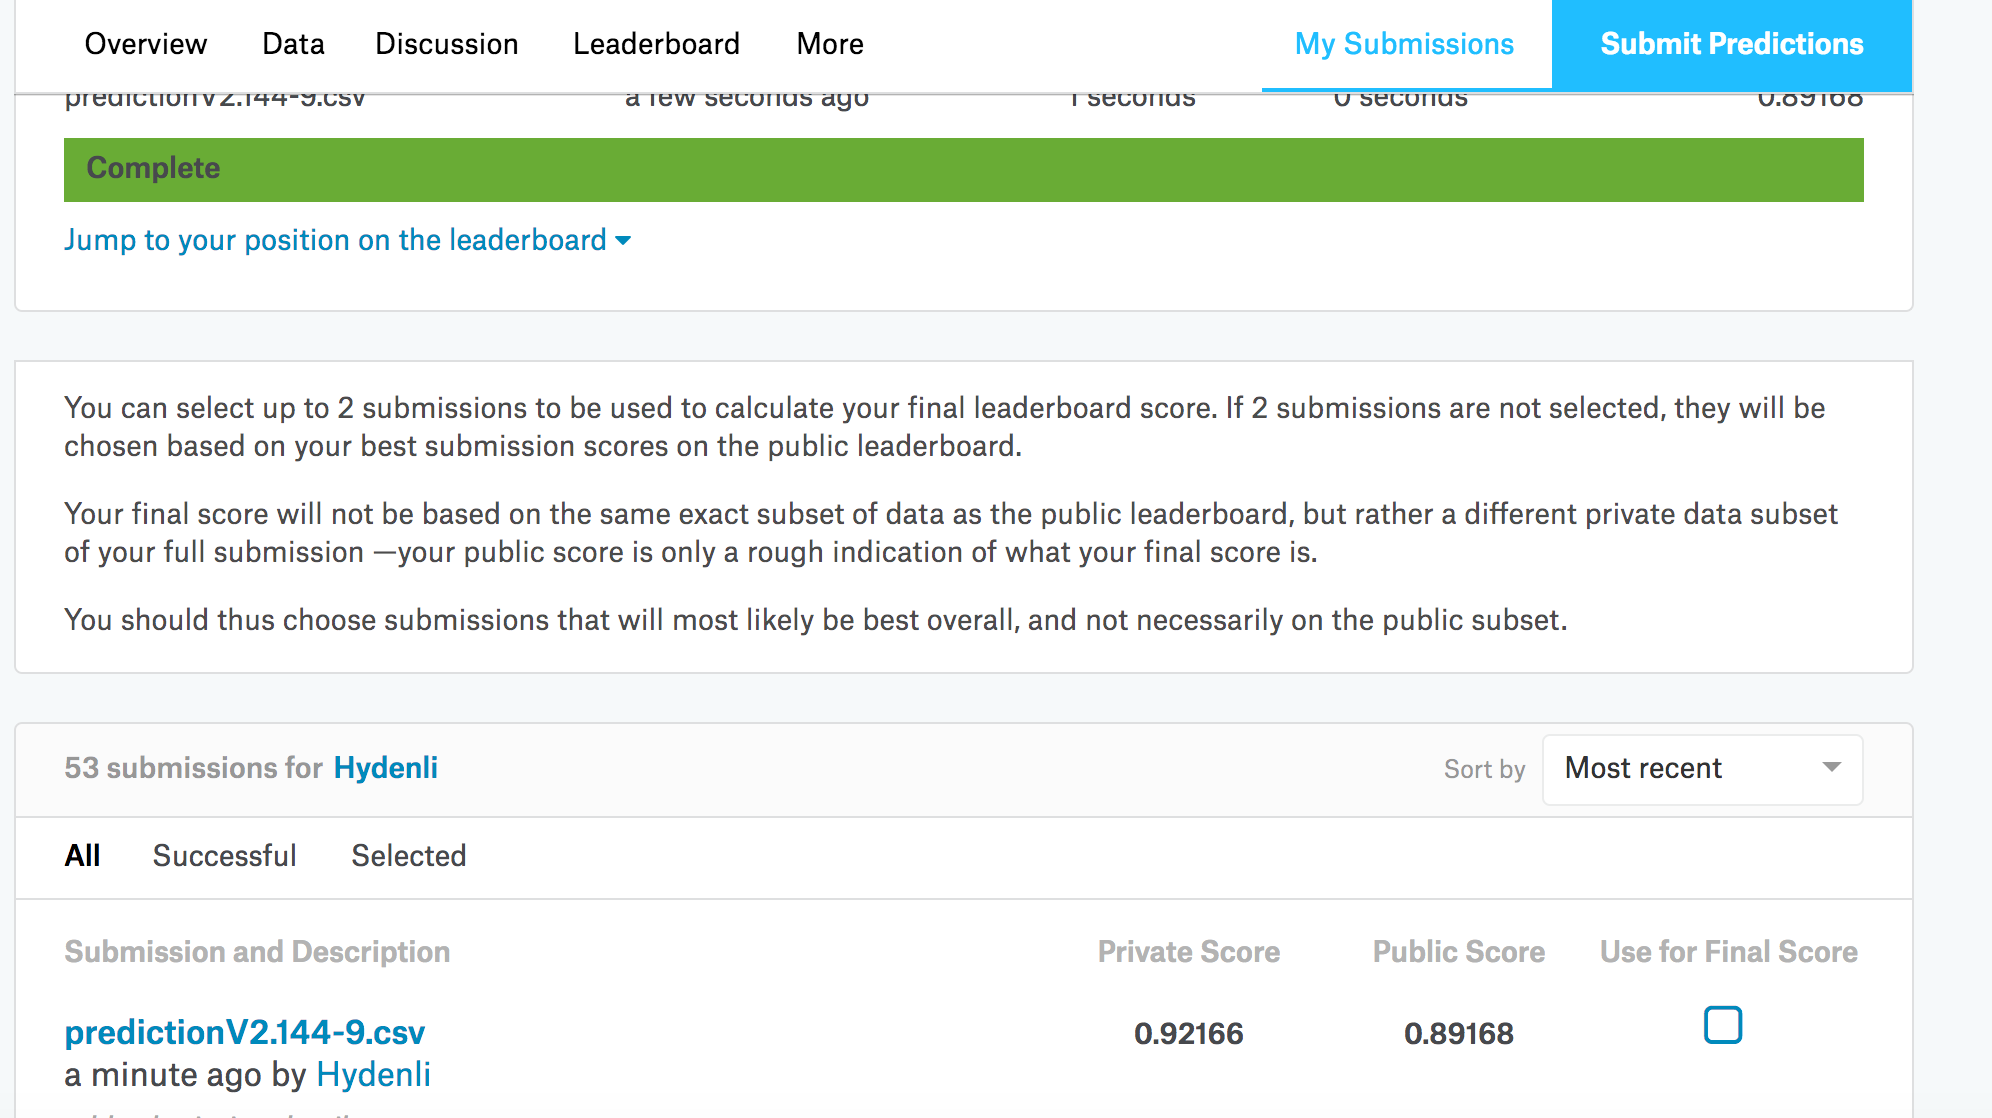 Overview Data Discussion Leaderboard More My Submissions Submit Predictions
predictionV2.144-9.csv a few seconds ago 1 seconds 0 seconds 0.89168
Complete
Jump to your position on the leaderboard
You can select up to 2 submissions to be used to calculate your final leaderboard score. If 2 submissions are not selected, they will be
chosen based on your best submission scores on the public leaderboard.
Your final score will not be based on the same exact subset of data as the public leaderboard, but rather a different private data subset
of your full submission —your public score is only a rough indication of what your final score is.
You should thus choose submissions that will most likely be best overall, and not necessarily on the public subset.
53 submissions for Hydenli Sort by Most recent
All Successful Selected
Submission and Description Private Score Public Score Use for Final Score
predictionV2.144-9.csv 0.92166 0.89168
a minute ago by Hydenli